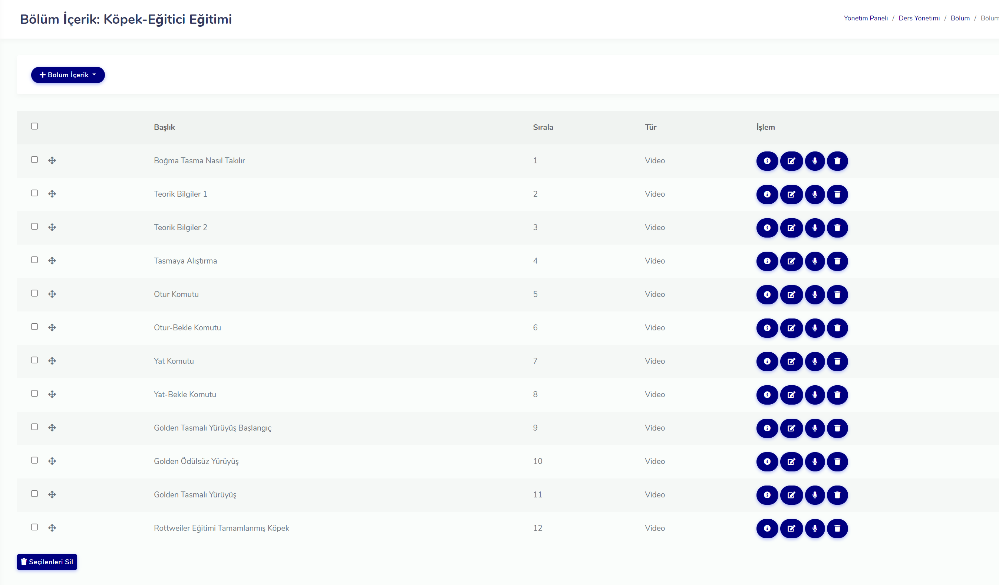 Bölüm İçerik: Köpek-Eğitici Eğitimi
Yönetim Paneli / Ders Yönetimi / Bölüm / Bölüm
Bölüm İçerik
Başlık Sırala Tür İşlem
Boğma Tasma Nasıl Takılır 1 Video
Teorik Bilgiler 1 2 Video
Teorik Bilgiler 2 3 Video
Tasmaya Alıştırma 4 Video
Otur Komutu 5 Video
Otur-Bekle Komutu 6 Video
Yat Komutu 7 Video
Yat-Bekle Komutu 8 Video
Golden Tasmalı Yürüyüş Başlangıç 9 Video
Golden Ödülsüz Yürüyüş 10 Video
Golden Tasmalı Yürüyüş 11 Video
Rottweiler Eğitimi Tamamlanmış Köpek 12 Video
Seçilenleri Sil